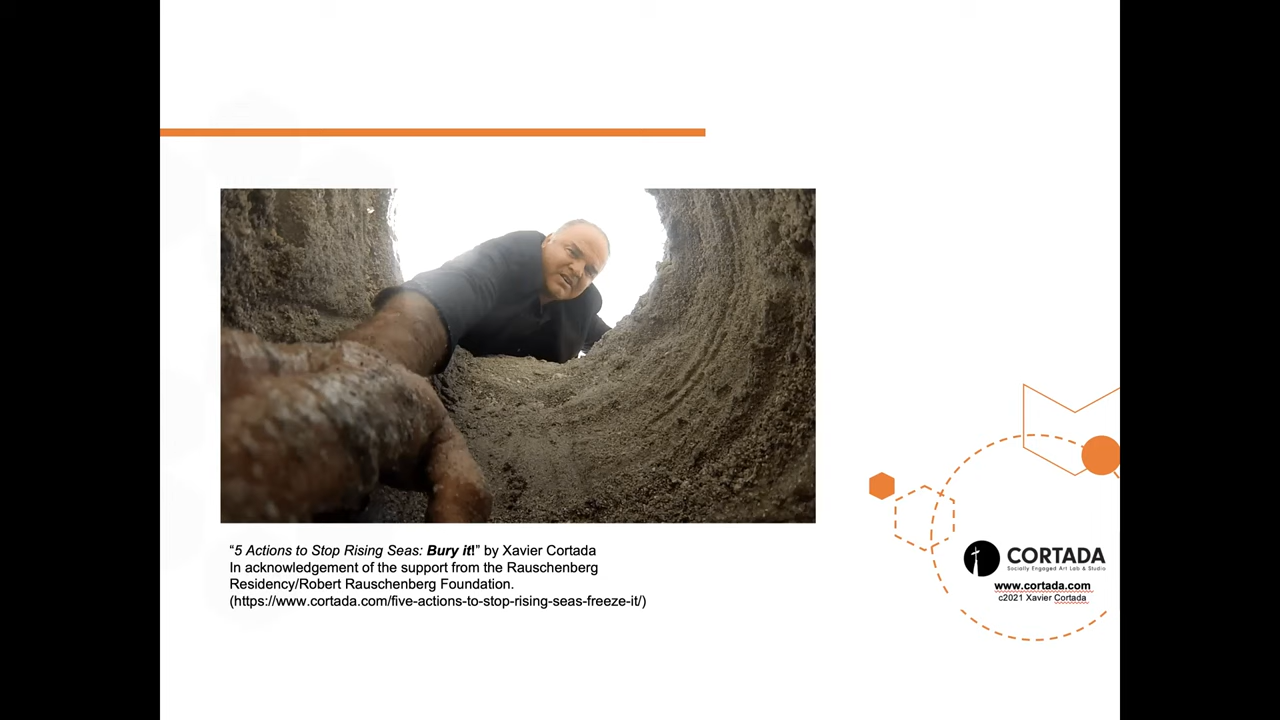 “5 Actions to Stop Rising Seas: Bury it!” by Xavier Cortada
In acknowledgement of the support from the Rauschenberg
Residency/Robert Rauschenberg Foundation.
(https://www.cortada.com/five-actions-to-stop-rising-seas-freeze-it/)
CORTADA
Socially Engaged Art Lab & Studio
www.cortada.com
c2021 Xavier Cortada